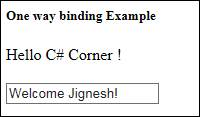 One way binding Example
Hello C# Corner !
Welcome Jignesh!